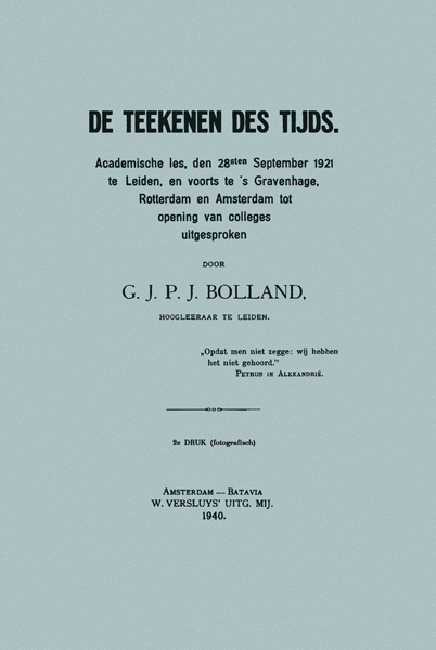 DE TEEKENEN DES TIJDS.
Academische les, den 28sten September 1921
te Leiden, en voorts te 's Gravenhage,
Rotterdam en Amsterdam tot
opening van colleges
uitgesproken
DOOR
G. J. P. J. BOLLAND,
HOOGLEERAAR TE LEIDEN.
„Opdat men niet zegge: wij hebben
het niet gehoord.”
PETRUS IN ALEXANDRIË.
2e DRUK (fotografisch)
AMSTERDAM — BATAVIA
W. VERSLUYS' UITG. MIJ.
1940.